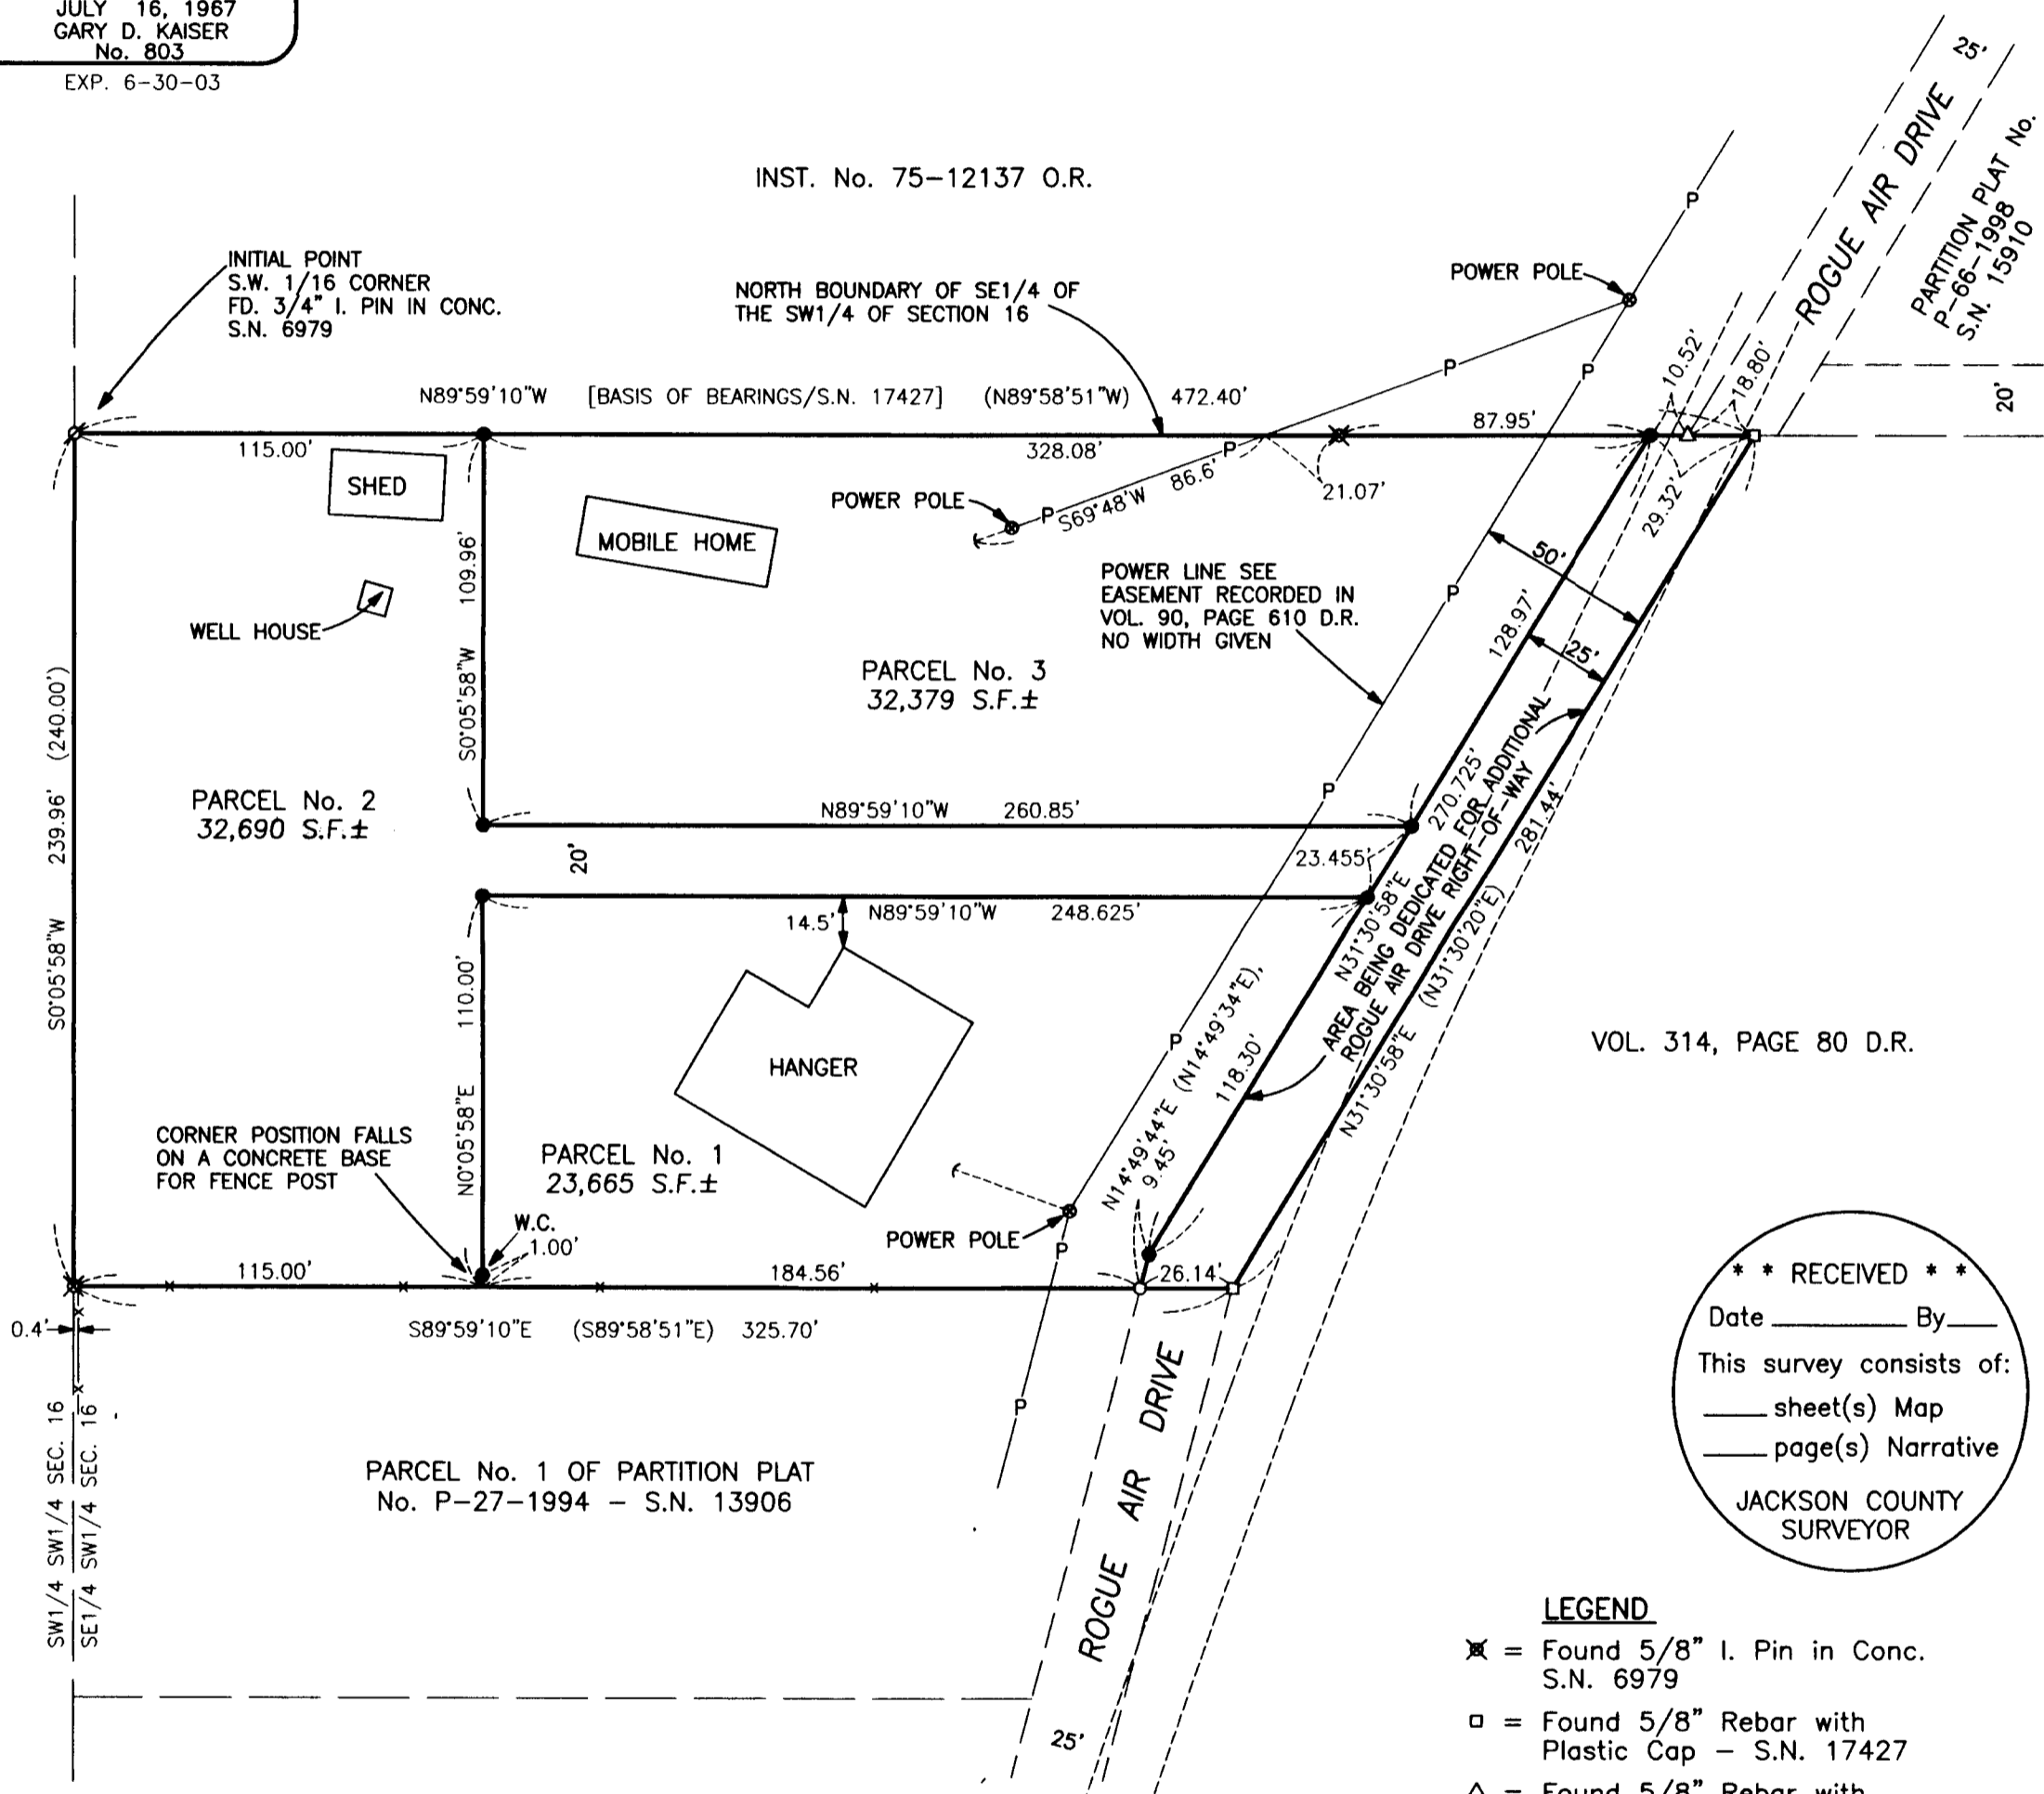 JULY 16, 1967
GARY D. KAISER
No. 803
EXP. 6-30-03
INST. No. 75-12137 O.R.
25'
ROGUE AIR DRIVE
PARTITION PLAT No.
P-66-1998
S.N. 15910
20'
INITIAL POINT
S.W. 1/16 CORNER
FD. 3/4" I. PIN IN CONC.
S.N. 6979
NORTH BOUNDARY OF SE1/4 OF
THE SW1/4 OF SECTION 16
POWER POLE
P
P
P
N89°59'10"W [BASIS OF BEARINGS/S.N. 17427] (N89°58'51"W) 472.40'
10.52'
18.80'
115.00'
328.08'
87.95'
21.07'
29.32'
SHED
MOBILE HOME
POWER POLE
P
P
S69°48'W 86.6'
WELL HOUSE
S0°05'58"W 109.96'
POWER LINE SEE
EASEMENT RECORDED IN
VOL. 90, PAGE 610 D.R.
NO WIDTH GIVEN
P
50'
25'
128.97'
PARCEL No. 3
32,379 S.F.±
S0°05'58"W 239.96' (240.00')
PARCEL No. 2
32,690 S.F.±
P
N89°59'10"W 260.85'
20'
23.455'
N31°30'58"E 270.725'
AREA BEING DEDICATED FOR ADDITIONAL
ROGUE AIR DRIVE RIGHT-OF-WAY
N31°30'58"E (N31°30'20"E) 281.44'
14.5'
N89°59'10"W 248.625'
N0°05'58"E 110.00'
HANGER
P
N14°49'44"E (N14°49'34"E),
9.45'
118.30'
VOL. 314, PAGE 80 D.R.
CORNER POSITION FALLS
ON A CONCRETE BASE
FOR FENCE POST
PARCEL No. 1
23,665 S.F.±
W.C.
1.00'
POWER POLE
P
115.00'
184.56'
26.14'
0.4'
S89°59'10"E (S89°58'51"E) 325.70'
P
SW1/4 SW1/4 SEC. 16
SE1/4 SW1/4 SEC. 16
PARCEL No. 1 OF PARTITION PLAT
No. P-27-1994 - S.N. 13906
ROGUE AIR DRIVE
25'
* * RECEIVED * *
Date ________ By____
This survey consists of:
____ sheet(s) Map
____ page(s) Narrative
JACKSON COUNTY
SURVEYOR
LEGEND
= Found 5/8" I. Pin in Conc.
S.N. 6979
□ = Found 5/8" Rebar with
Plastic Cap - S.N. 17427
△ = Found 5/8" Rebar with